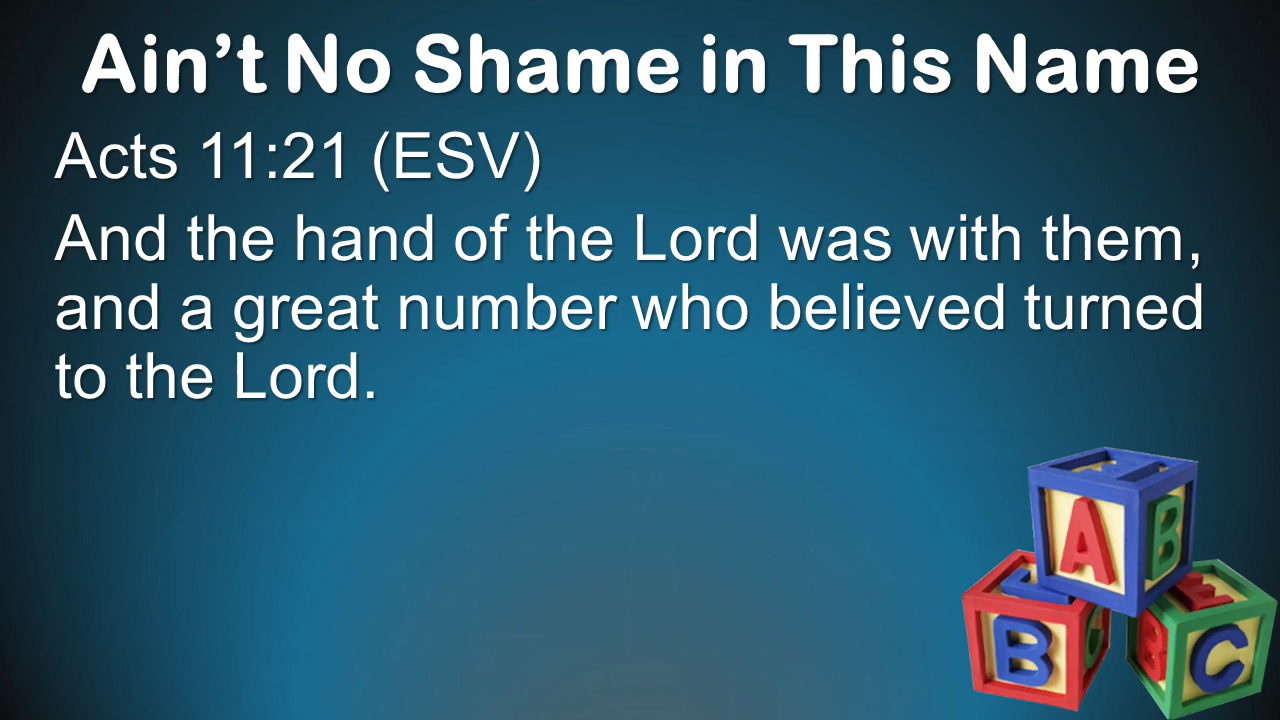 Ain’t No Shame in This Name
Acts 11:21 (ESV)
And the hand of the Lord was with them,
and a great number who believed turned
to the Lord.
A B
B
B C